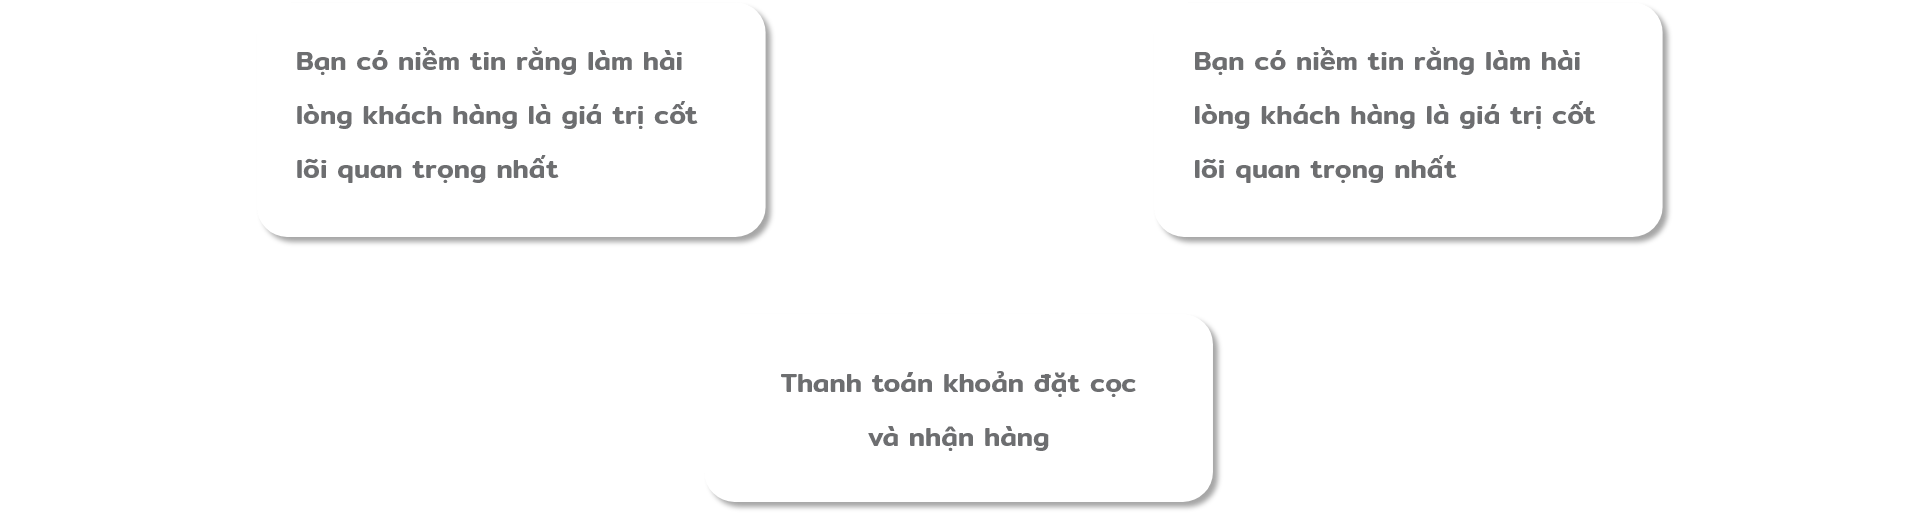 Bạn có niềm tin rằng làm hài
lòng khách hàng là giá trị cốt
lõi quan trọng nhất
Bạn có niềm tin rằng làm hài
lòng khách hàng là giá trị cốt
lõi quan trọng nhất
Thanh toán khoản đặt cọc
và nhận hàng